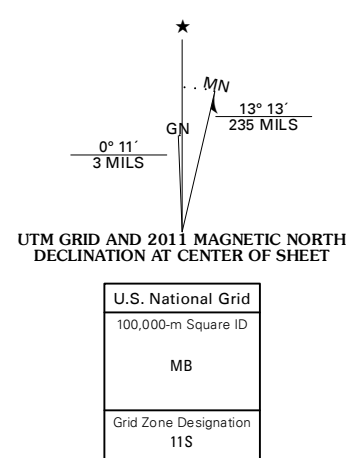 ★
MN
GN
13° 13´
235 MILS
0° 11´
3 MILS
UTM GRID AND 2011 MAGNETIC NORTH
DECLINATION AT CENTER OF SHEET
U.S. National Grid
100,000-m Square ID
MB
Grid Zone Designation
11S